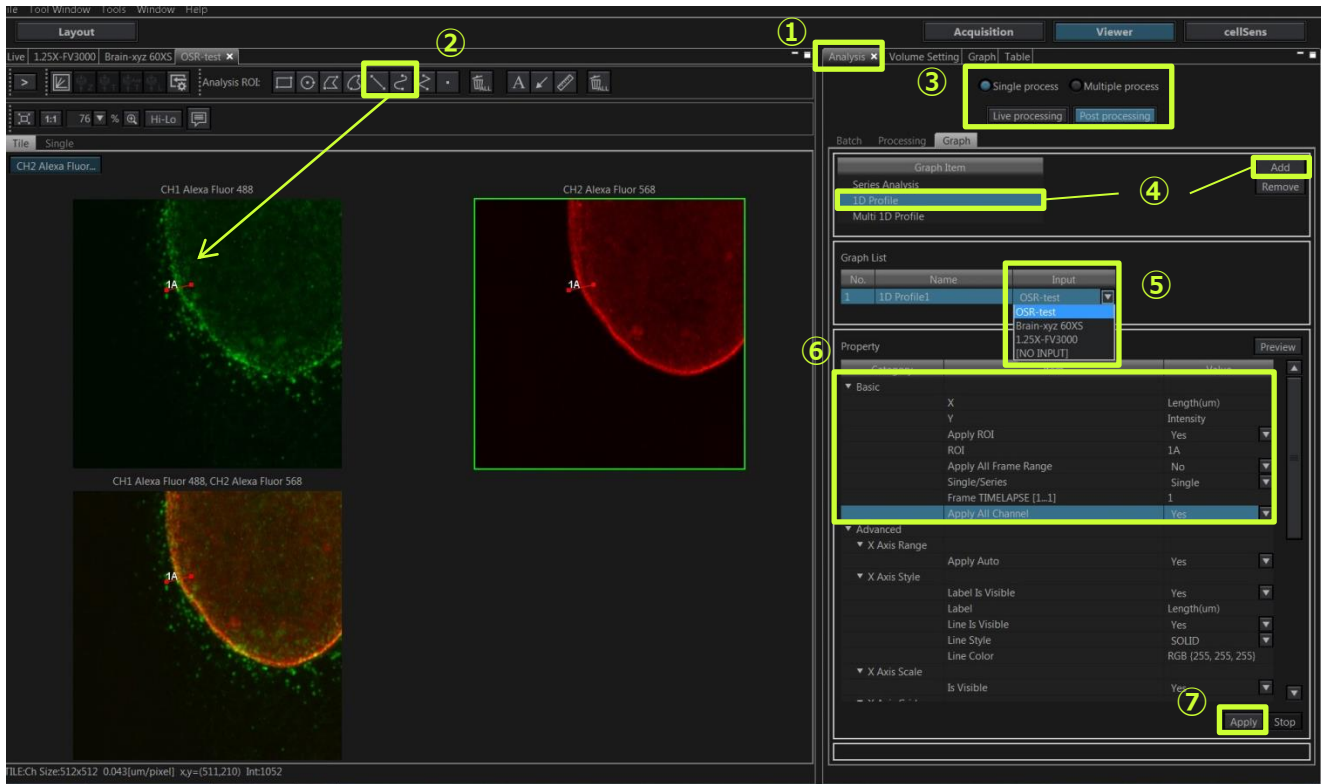 ile Tool Window Tools Window Help
Layout
Acquisition Viewer cellSens
Live 1.25X-FV3000 Brain-xyz 60XS OSR-test ×
②
①
Analysis × Volume Setting Graph Table
> Analysis ROI: A
③
Single process Multiple process
Live processing Post processing
1:1 76 % Hi-Lo
Tile Single
Batch Processing Graph
CH2 Alexa Fluor...
CH1 Alexa Fluor 488
CH2 Alexa Fluor 568
Graph Item
Add
Series Analysis
Remove
1D Profile
④
Multi 1D Profile
Graph List
No. Name Input
⑤
1 1D Profile1 OSR-test
OSR-test
Brain-xyz 60XS
1.25X-FV3000
[NO INPUT]
1A
1A
⑥
Property
Preview
Category Item Value
Basic
X Length(um)
Y Intensity
Apply ROI Yes
ROI 1A
Apply All Frame Range No
Single/Series Single
Frame TIMELAPSE [1...1] 1
Apply All Channel Yes
CH1 Alexa Fluor 488, CH2 Alexa Fluor 568
1A
Advanced
X Axis Range
Apply Auto Yes
X Axis Style
Label Is Visible Yes
Label Length(um)
Line Is Visible Yes
Line Style SOLID
Line Color RGB {255, 255, 255}
X Axis Scale
Is Visible Yes
⑦
Apply Stop
TILE:Ch Size:512x512 0.043[um/pixel] x,y=(511,210) Int:1052